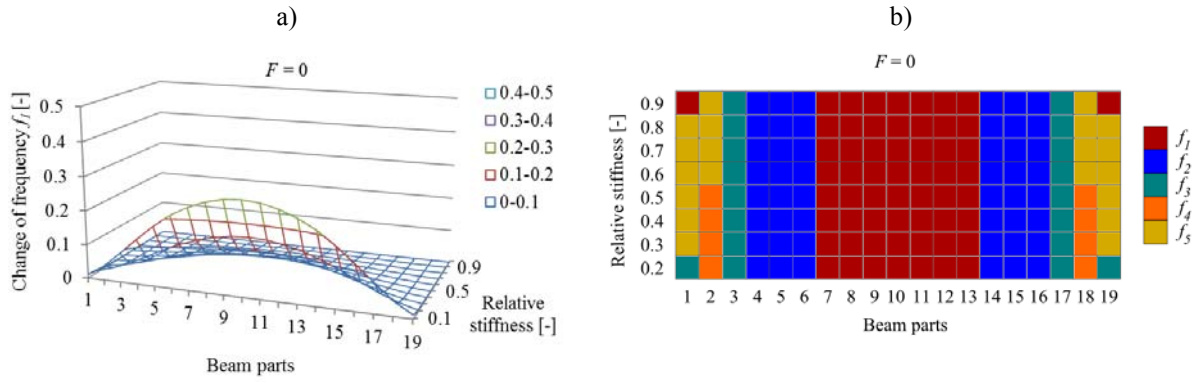 a)
F = 0
Change of frequency f1 [-]
0.5
0.4
0.3
0.2
0.1
0
1 3 5 7 9 11 13 15 17 19
Beam parts
0.9
0.5
0.1
Relative
stiffness [-]
0.4-0.5
0.3-0.4
0.2-0.3
0.1-0.2
0-0.1
b)
F = 0
Relative stiffness [-]
0.9
0.8
0.7
0.6
0.5
0.4
0.3
0.2
1 2 3 4 5 6 7 8 9 10 11 12 13 14 15 16 17 18 19
Beam parts
f1
f2
f3
f4
f5